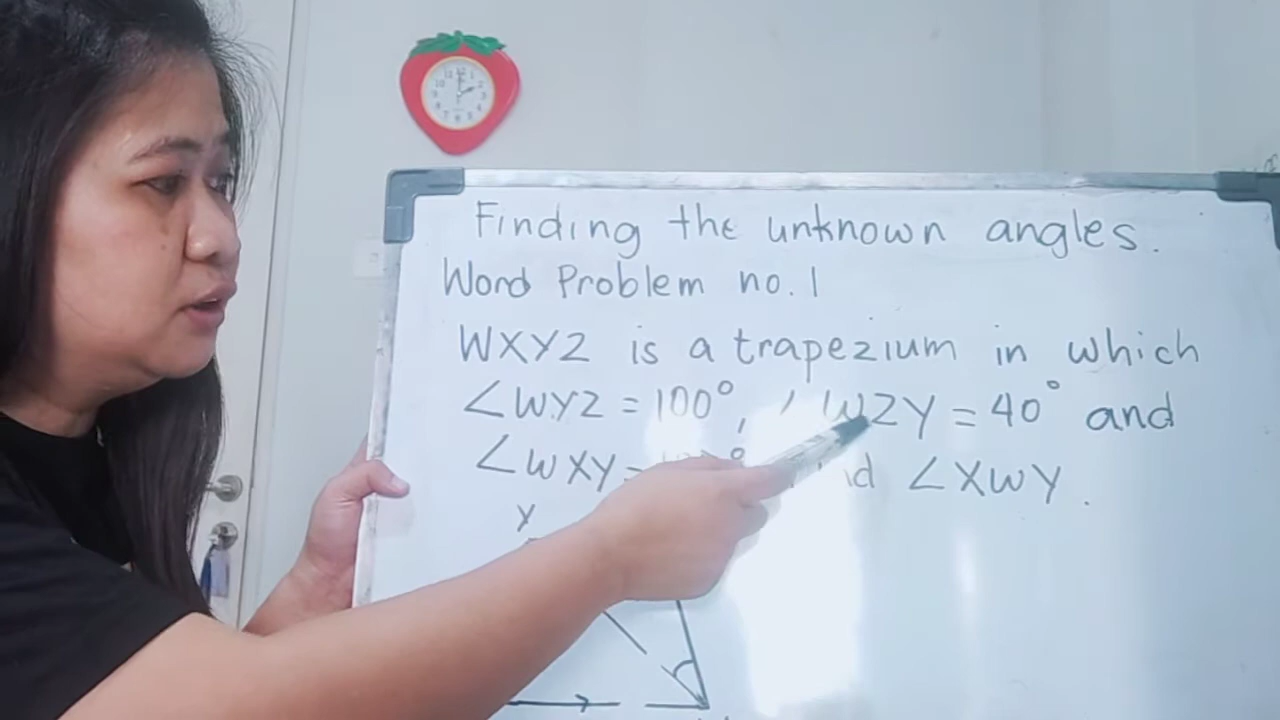 Finding the unknown angles.
Word Problem no. 1
WXYZ is a trapezium in which
∠WYZ = 100°, ∠WZY = 40° and
∠WXY = ∠XWY.
Y